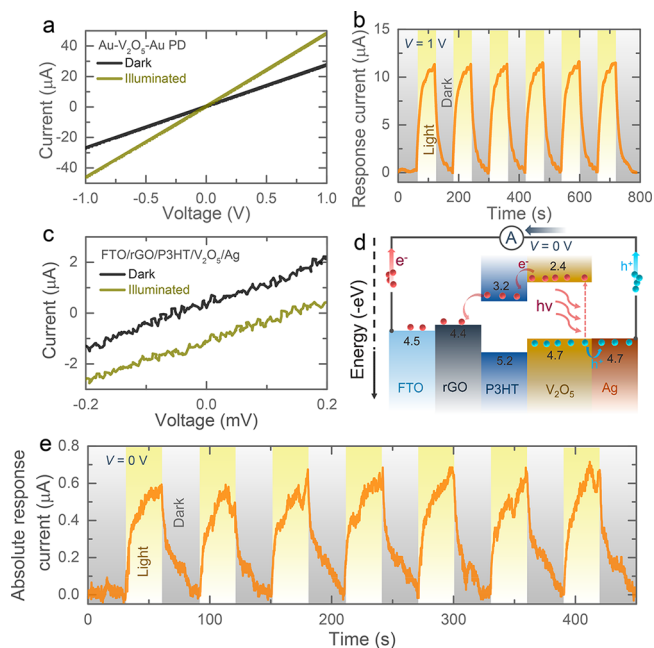 a
Au-V₂O₅-Au PD
Dark
Illuminated
Current (μA)
40
20
0
-20
-40
-1.0 -0.5 0.0 0.5 1.0
Voltage (V)
b
V = 1 V
Light
Dark
Response current (μA)
15
10
5
0
0 200 400 600 800
Time (s)
c
FTO/rGO/P3HT/V₂O₅/Ag
Dark
Illuminated
Current (μA)
2
0
-2
-0.2 0.0 0.2
Voltage (mV)
d
A
V = 0 V
Energy (-eV)
e⁻
e⁻
2.4
h⁺
3.2
hν
4.5
4.4
5.2
4.7
h⁺
4.7
FTO
rGO
P3HT
V₂O₅
Ag
e
V = 0 V
Light
Dark
Absolute response
current (μA)
0.8
0.6
0.4
0.2
0.0
0 100 200 300 400
Time (s)